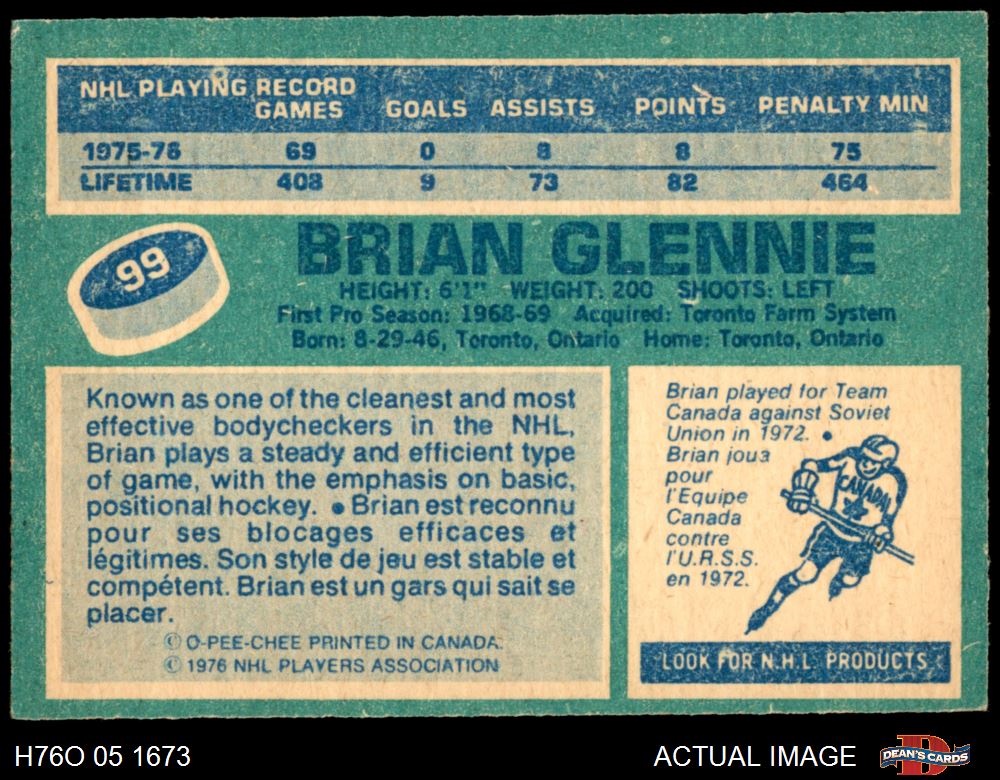 NHL PLAYING RECORD
GAMES GOALS ASSISTS POINTS PENALTY MIN
1975-76 69 0 8 8 75
LIFETIME 408 9 73 82 464
99
BRIAN GLENNIE
HEIGHT: 6'1" WEIGHT: 200 SHOOTS: LEFT
First Pro Season: 1968-69 Acquired: Toronto Farm System
Born: 8-29-46, Toronto, Ontario Home: Toronto, Ontario
Known as one of the cleanest and most
effective bodycheckers in the NHL,
Brian plays a steady and efficient type
of game, with the emphasis on basic,
positional hockey. • Brian est reconnu
pour ses blocages efficaces et
légitimes. Son style de jeu est stable et
compétent. Brian est un gars qui sait se
placer.
© O-PEE-CHEE PRINTED IN CANADA.
© 1976 NHL PLAYERS ASSOCIATION
Brian played for Team
Canada against Soviet
Union in 1972. •
Brian joua
pour
l'Equipe
Canada
contre
l'U.R.S.S.
en 1972.
CANADA
LOOK FOR N.H.L. PRODUCTS
H76O 05 1673
ACTUAL IMAGE
D
DEAN'S CARDS